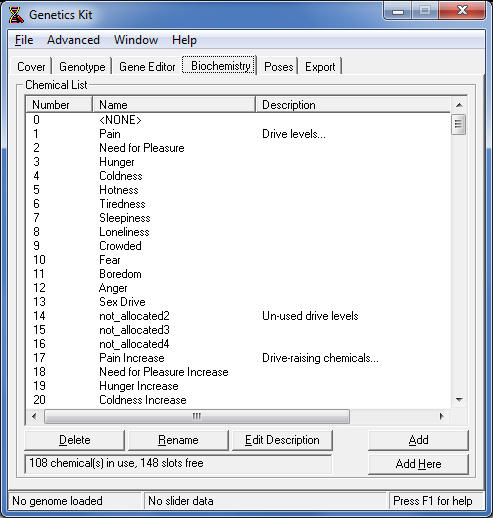 Genetics Kit
File Advanced Window Help
Cover Genotype Gene Editor Biochemistry Poses Export
Chemical List
Number Name Description
0 <NONE>
1 Pain Drive levels...
2 Need for Pleasure
3 Hunger
4 Coldness
5 Hotness
6 Tiredness
7 Sleepiness
8 Loneliness
9 Crowded
10 Fear
11 Boredom
12 Anger
13 Sex Drive
14 not_allocated2 Un-used drive levels
15 not_allocated3
16 not_allocated4
17 Pain Increase Drive-raising chemicals...
18 Need for Pleasure Increase
19 Hunger Increase
20 Coldness Increase
Delete Rename Edit Description Add
108 chemical(s) in use, 148 slots free Add Here
No genome loaded No slider data Press F1 for help